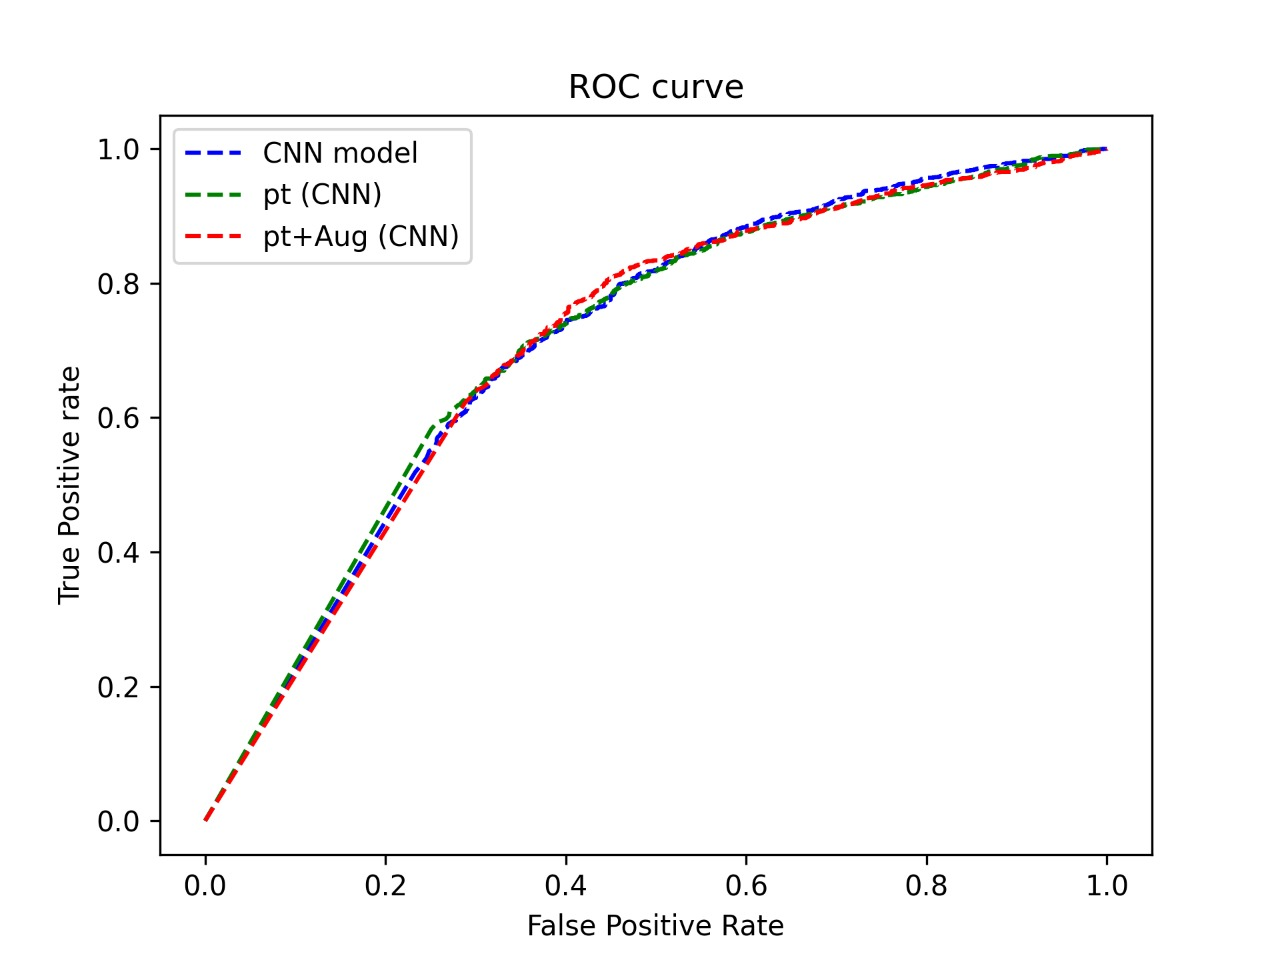 ROC curve
CNN model
pt (CNN)
pt+Aug (CNN)
True Positive rate
1.0
0.8
0.6
0.4
0.2
0.0
0.0 0.2 0.4 0.6 0.8 1.0
False Positive Rate